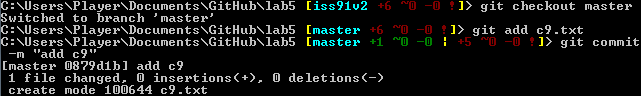 C:\Users\Player\Documents\GitHub\lab5 [iss91v2 +6 ~0 -0 !]> git checkout master
Switched to branch 'master'
C:\Users\Player\Documents\GitHub\lab5 [master +6 ~0 -0 !]> git add c9.txt
C:\Users\Player\Documents\GitHub\lab5 [master +1 ~0 -0 | +5 ~0 -0 !]> git commit
-m "add c9"
[master 0879d1b] add c9
1 file changed, 0 insertions(+), 0 deletions(-)
create mode 100644 c9.txt